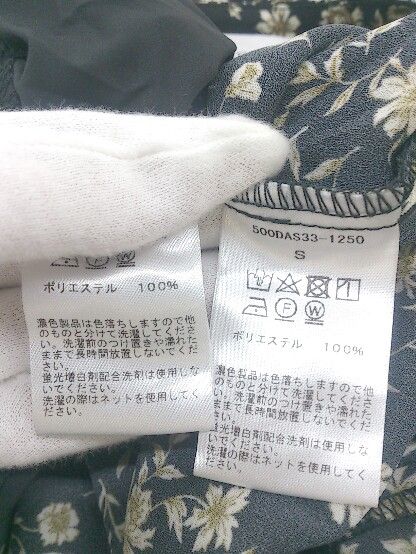 ポリエステル 100%
濃色製品は色落ちしますので他
のものと分けて洗濯してくださ
い。洗濯前のつけ置きや濡れた
ままで長時間放置しないでくだ
さい。
蛍光増白剤配合洗剤は使用しな
いでください。
洗濯の際はネットを使用してく
ださい。
500DAS33-1250
S
F W
ポリエステル 100%
濃色製品は色落ちしますので他
のものと分けて洗濯してくださ
い。洗濯前のつけ置きや濡れた
ままで長時間放置しないでくだ
さい。
蛍光増白剤配合洗剤は使用しな
いでください。
洗濯の際はネットを使用してく
ださい。